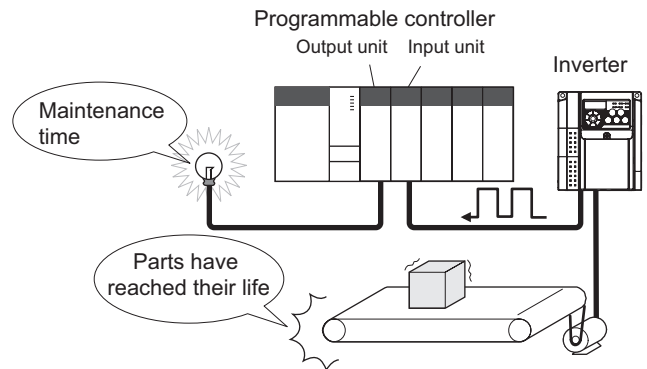 Programmable controller
Output unit
Input unit
Inverter
Maintenance
time
Parts have
reached their life